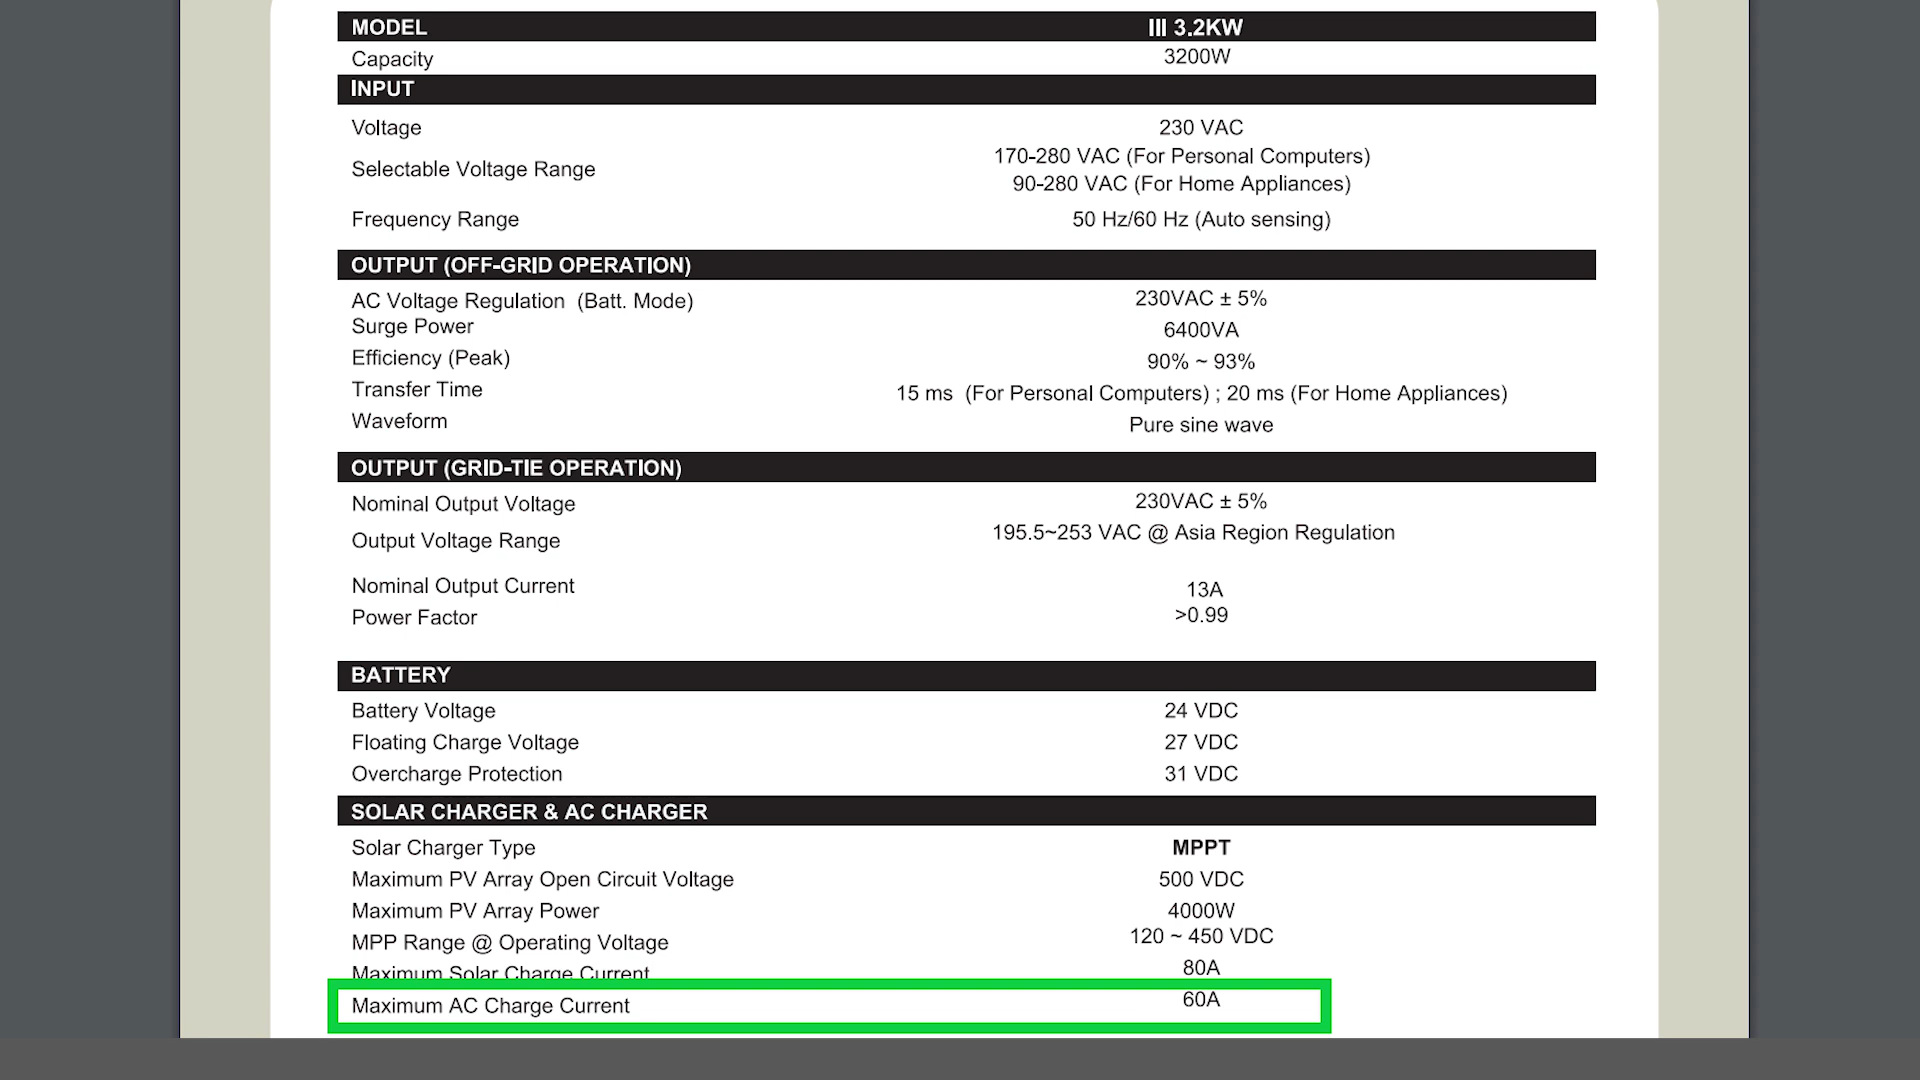 MODEL III 3.2KW
Capacity 3200W
INPUT
Voltage 230 VAC
Selectable Voltage Range 170-280 VAC (For Personal Computers)
90-280 VAC (For Home Appliances)
Frequency Range 50 Hz/60 Hz (Auto sensing)
OUTPUT (OFF-GRID OPERATION)
AC Voltage Regulation (Batt. Mode) 230VAC ± 5%
Surge Power 6400VA
Efficiency (Peak) 90% ~ 93%
Transfer Time 15 ms (For Personal Computers) ; 20 ms (For Home Appliances)
Waveform Pure sine wave
OUTPUT (GRID-TIE OPERATION)
Nominal Output Voltage 230VAC ± 5%
Output Voltage Range 195.5~253 VAC @ Asia Region Regulation
Nominal Output Current 13A
Power Factor >0.99
BATTERY
Battery Voltage 24 VDC
Floating Charge Voltage 27 VDC
Overcharge Protection 31 VDC
SOLAR CHARGER & AC CHARGER
Solar Charger Type MPPT
Maximum PV Array Open Circuit Voltage 500 VDC
Maximum PV Array Power 4000W
MPP Range @ Operating Voltage 120 ~ 450 VDC
Maximum Solar Charge Current 80A
Maximum AC Charge Current 60A